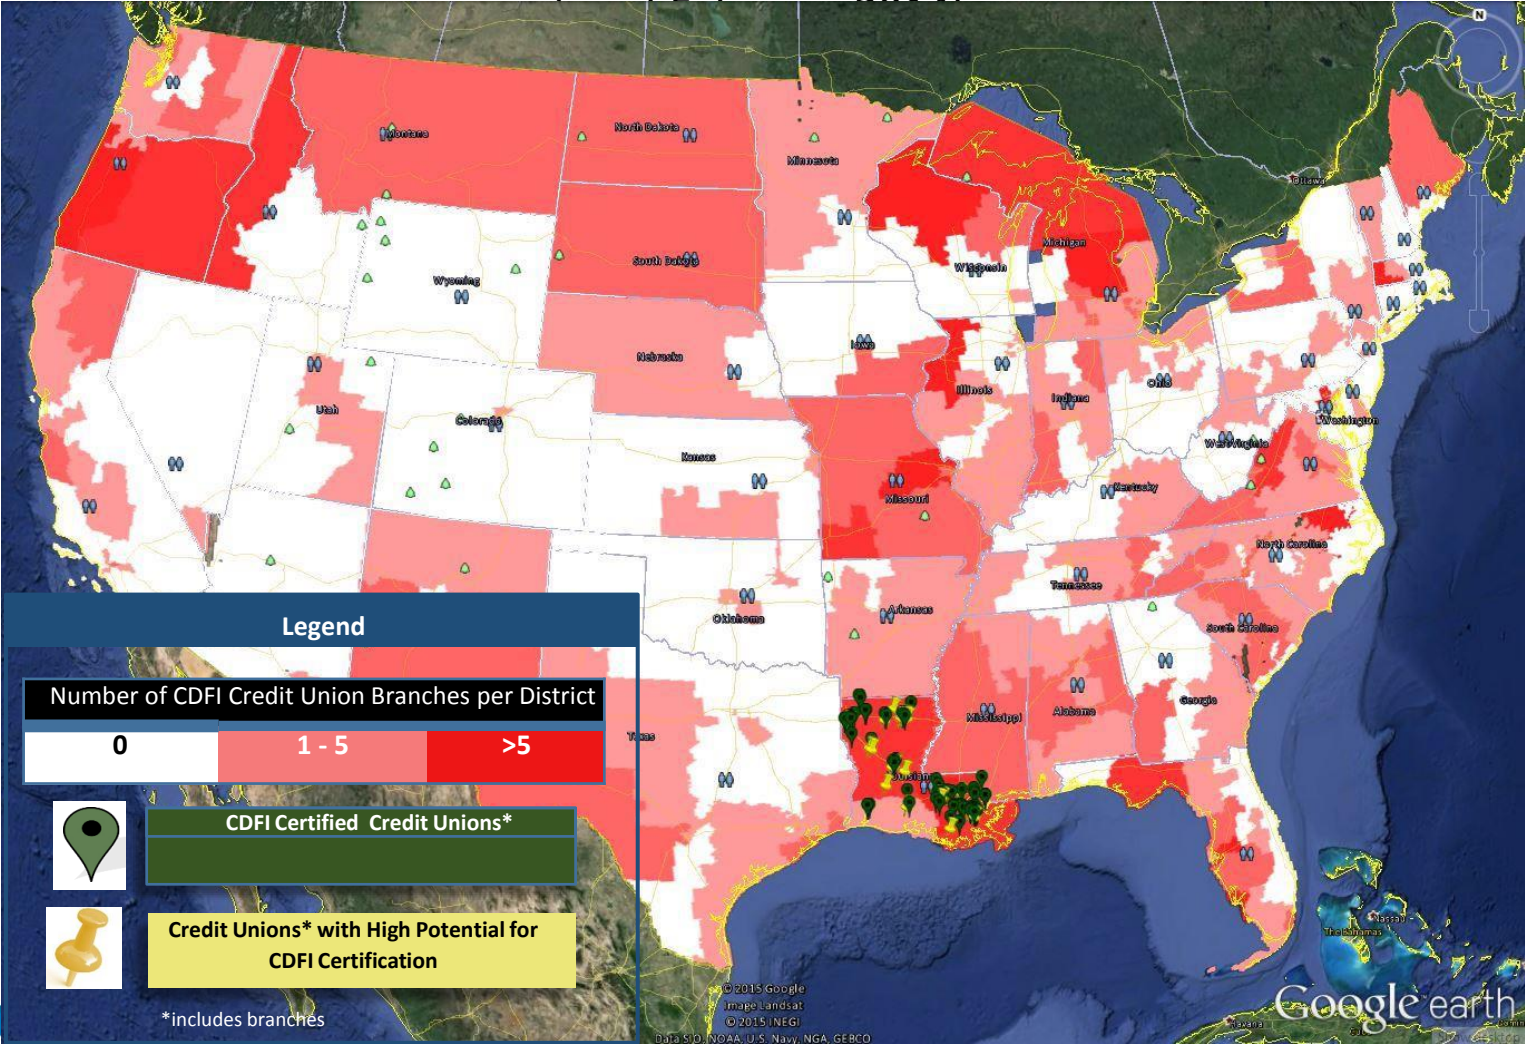 N
Ottawa
Montana
North Dakota
Minnesota
Michigan
Wisconsin
South Dakota
Wyoming
Nebraska
Iowa
Illinois
Indiana
Ohio
Utah
Colorado
Washington
West Virginia
Kansas
Kentucky
Missouri
North Carolina
Tennessee
Oklahoma
Arkansas
South Carolina
Georgia
Mississippi
Alabama
Texas
Legend
Number of CDFI Credit Union Branches per District
0 1 - 5 >5
CDFI Certified Credit Unions*
Credit Unions* with High Potential for
CDFI Certification
*includes branches
Nassau
The Bahamas
Havana
© 2015 Google
Image Landsat
© 2015 INEGI
Data SIO, NOAA, U.S. Navy, NGA, GEBCO
Google earth